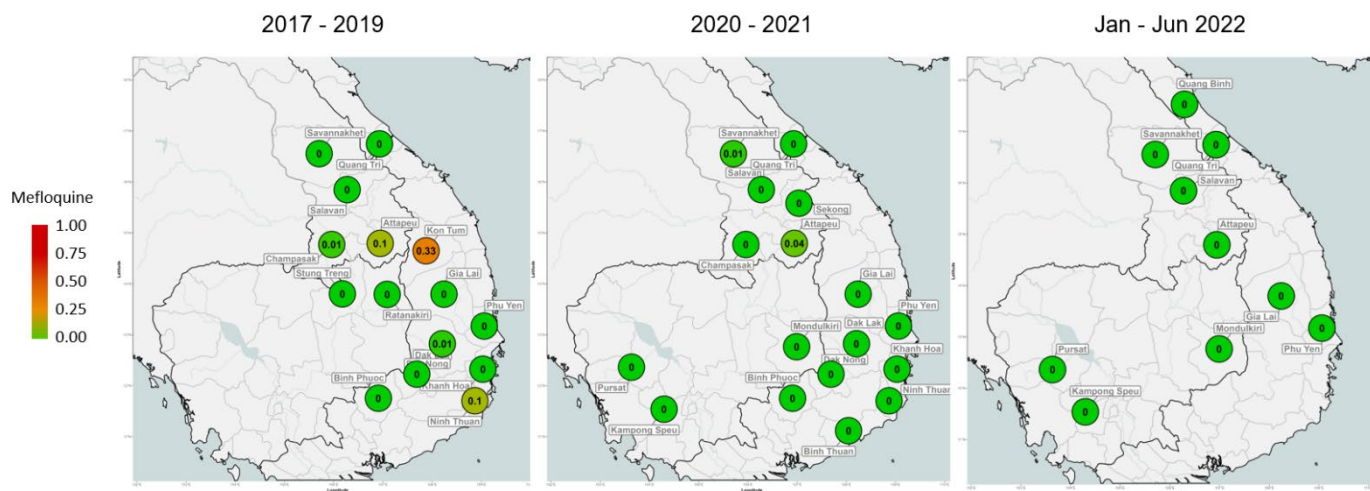 2017 - 2019
2020 - 2021
Jan - Jun 2022
Mefloquine
1.00
0.75
0.50
0.25
0.00
Savannakhet
0
0
Quang Tri
0
Salavan
Attapeu
Kon Tum
0.01
0.1
0.33
Champasak
Stung Treng
Gia Lai
0
0
0
Ratanakiri
Phu Yen
0
0.01
Dak
Nong
0
0
Khanh Hoa
Binh Phuoc
0
0.1
Ninh Thuan
Longitude
Latitude
Savannakhet
0.01
0
Quang Tri
Salavan
0
0
Sekong
Attapeu
0
0.04
Champasak
Gia Lai
0
Phu Yen
0
Mondulkiri
Dak Lak
0
0
Khanh Hoa
0
Dak Nong
0
0
Pursat
Binh Phuoc
0
Ninh Thuan
0
0
Kampong Speu
0
Binh Thuan
Longitude
Latitude
Quang Binh
0
Savannakhet
0
0
Quang Tri
0
Salavan
Attapeu
0
0
Gia Lai
Mondulkiri
0
Phu Yen
0
Pursat
0
Kampong Speu
0
Longitude
Latitude